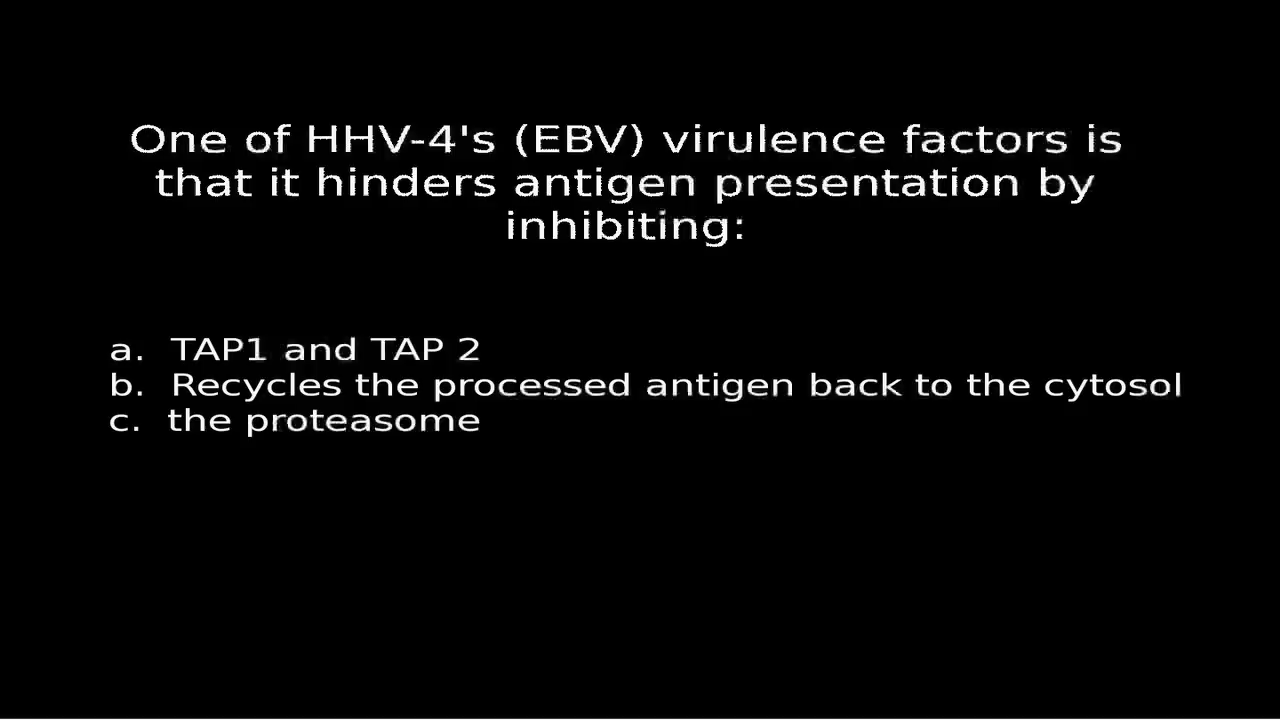 One of HHV-4's (EBV) virulence factors is
that it hinders antigen presentation by
inhibiting:
a. TAP1 and TAP 2
b. Recycles the processed antigen back to the cytosol
c. the proteasome